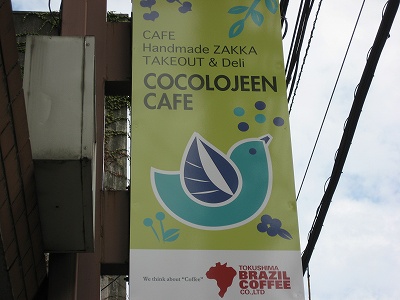 CAFE
Handmade ZAKKA
TAKEOUT & Deli
COCOLOJEEN
CAFE
We think about "Coffee"
TOKUSHIMA
BRAZIL
COFFEE
CO.,LTD